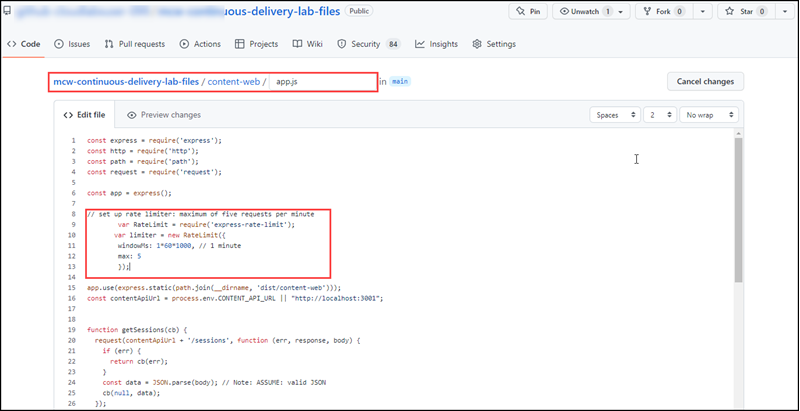 uous-delivery-lab-files Public Pin Unwatch 1 Fork 0 Star 0
Code Issues Pull requests Actions Projects Wiki Security 84 Insights Settings
mcw-continuous-delivery-lab-files / content-web / app.js in main Cancel changes
Edit file Preview changes Spaces 2 No wrap
1 const express = require('express');
2 const http = require('http');
3 const path = require('path');
4 const request = require('request');
5
6 const app = express();
7
8 // set up rate limiter: maximum of five requests per minute
9 var RateLimit = require('express-rate-limit');
10 var limiter = new RateLimit({
11 windowMs: 1*60*1000, // 1 minute
12 max: 5
13 });
14
15 app.use(express.static(path.join(__dirname, 'dist/content-web')));
16 const contentApiUrl = process.env.CONTENT_API_URL || "http://localhost:3001";
17
18
19 function getSessions(cb) {
20 request(contentApiUrl + '/sessions', function (err, response, body) {
21 if (err) {
22 return cb(err);
23 }
24 const data = JSON.parse(body); // Note: ASSUME: valid JSON
25 cb(null, data);
26 });